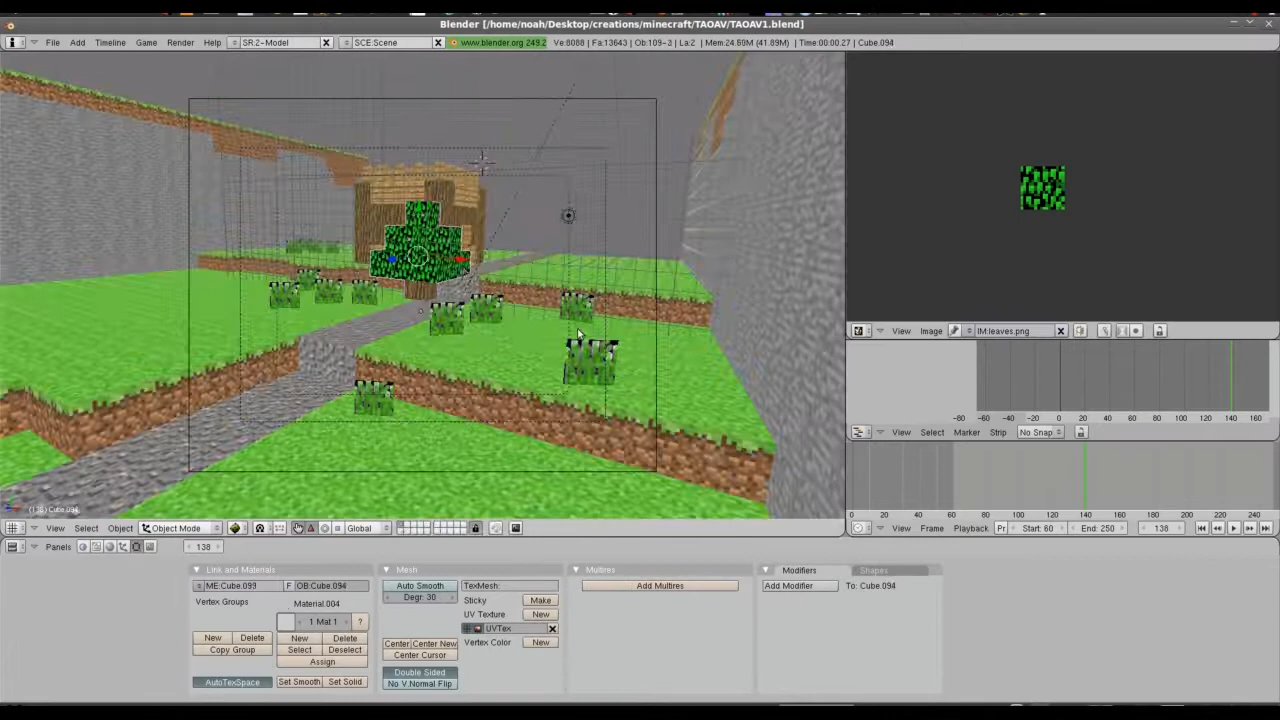 Blender [/home/noah/Desktop/creations/minecraft/TAOAV/TAOAV1.blend]
File Add Timeline Game Render Help SR:2-Model SCE:Scene www.blender.org 249.2 Ve:8088 | Fa:13643 | Ob:109-3 | La:2 | Mem:24.69M (41.89M) | Time:00:00.27 | Cube.094
View Image IM:leaves.png
-80 -60 -40 -20 0 20 40 60 80 100 120 140 160
View Select Marker Strip No Snap
(138) Cube.094
0 20 40 60 80 100 120 140 160 180 200 220 240
View Select Object Object Mode Global
View Frame Playback Pr Start: 60 End: 250 138
Panels 138
Link and Materials Mesh Multires Modifiers Shapes
ME:Cube.093 F OB:Cube.094 Auto Smooth TexMesh: Add Multires Add Modifier To: Cube.094
Degr: 30 Sticky Make
Vertex Groups Material.004
UV Texture New
1 Mat 1 ? UVTex
New Delete New Delete Center Center New Vertex Color New
Copy Group Select Deselect Center Cursor
Assign
Double Sided
AutoTexSpace Set Smooth Set Solid No V.Normal Flip